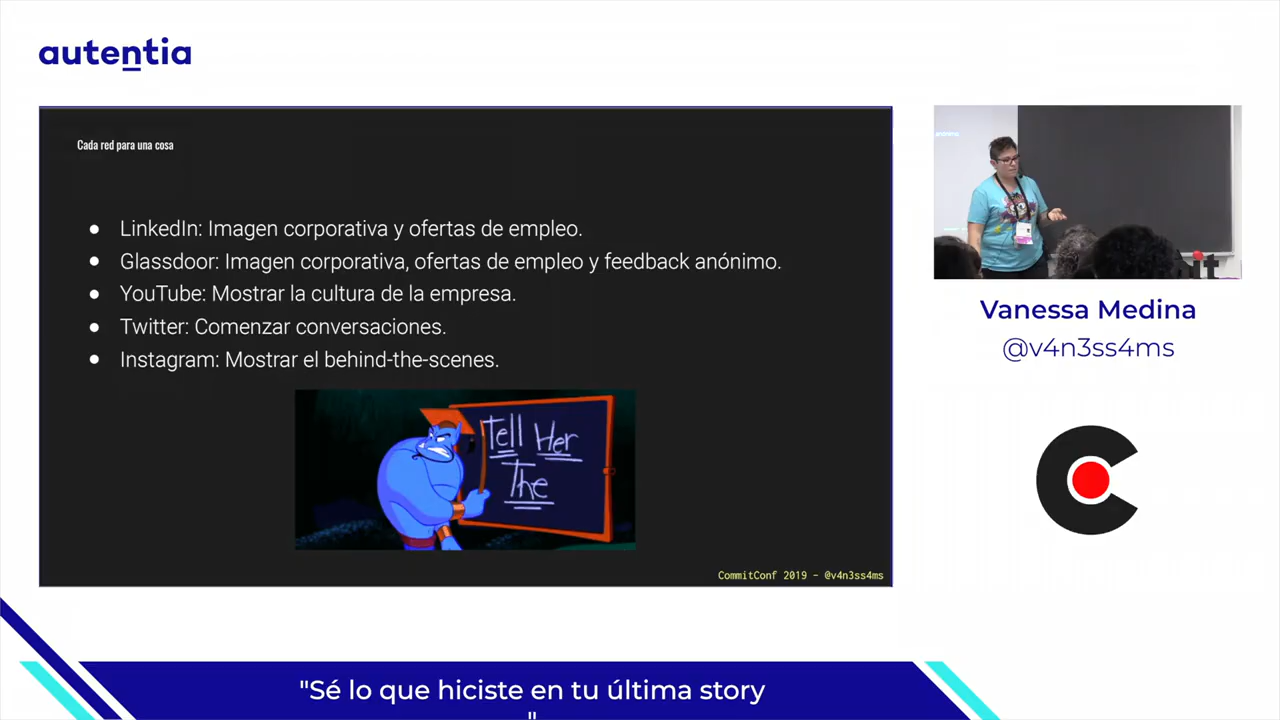 autentia
Cada red para una cosa
● LinkedIn: Imagen corporativa y ofertas de empleo.
● Glassdoor: Imagen corporativa, ofertas de empleo y feedback anónimo.
● YouTube: Mostrar la cultura de la empresa.
● Twitter: Comenzar conversaciones.
● Instagram: Mostrar el behind-the-scenes.
Tell Her
The
CommitConf 2019 - @v4n3ss4ms
Vanessa Medina
@v4n3ss4ms
"Sé lo que hiciste en tu última story
"